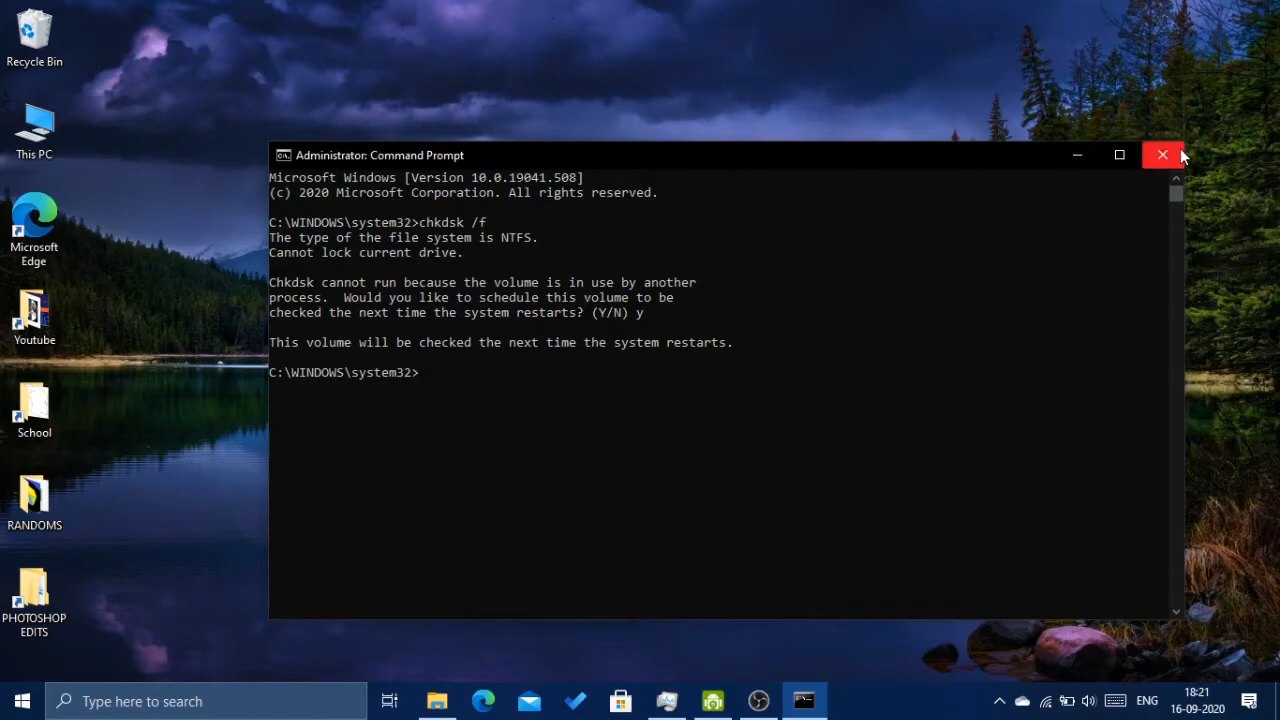 Recycle Bin
This PC
Microsoft
Edge
Youtube
School
RANDOMS
PHOTOSHOP
EDITS
Administrator: Command Prompt
Microsoft Windows [Version 10.0.19041.508]
(c) 2020 Microsoft Corporation. All rights reserved.
C:\WINDOWS\system32>chkdsk /f
The type of the file system is NTFS.
Cannot lock current drive.
Chkdsk cannot run because the volume is in use by another
process.  Would you like to schedule this volume to be
checked the next time the system restarts? (Y/N) y
This volume will be checked the next time the system restarts.
C:\WINDOWS\system32>
Type here to search
ENG
18:21
16-09-2020